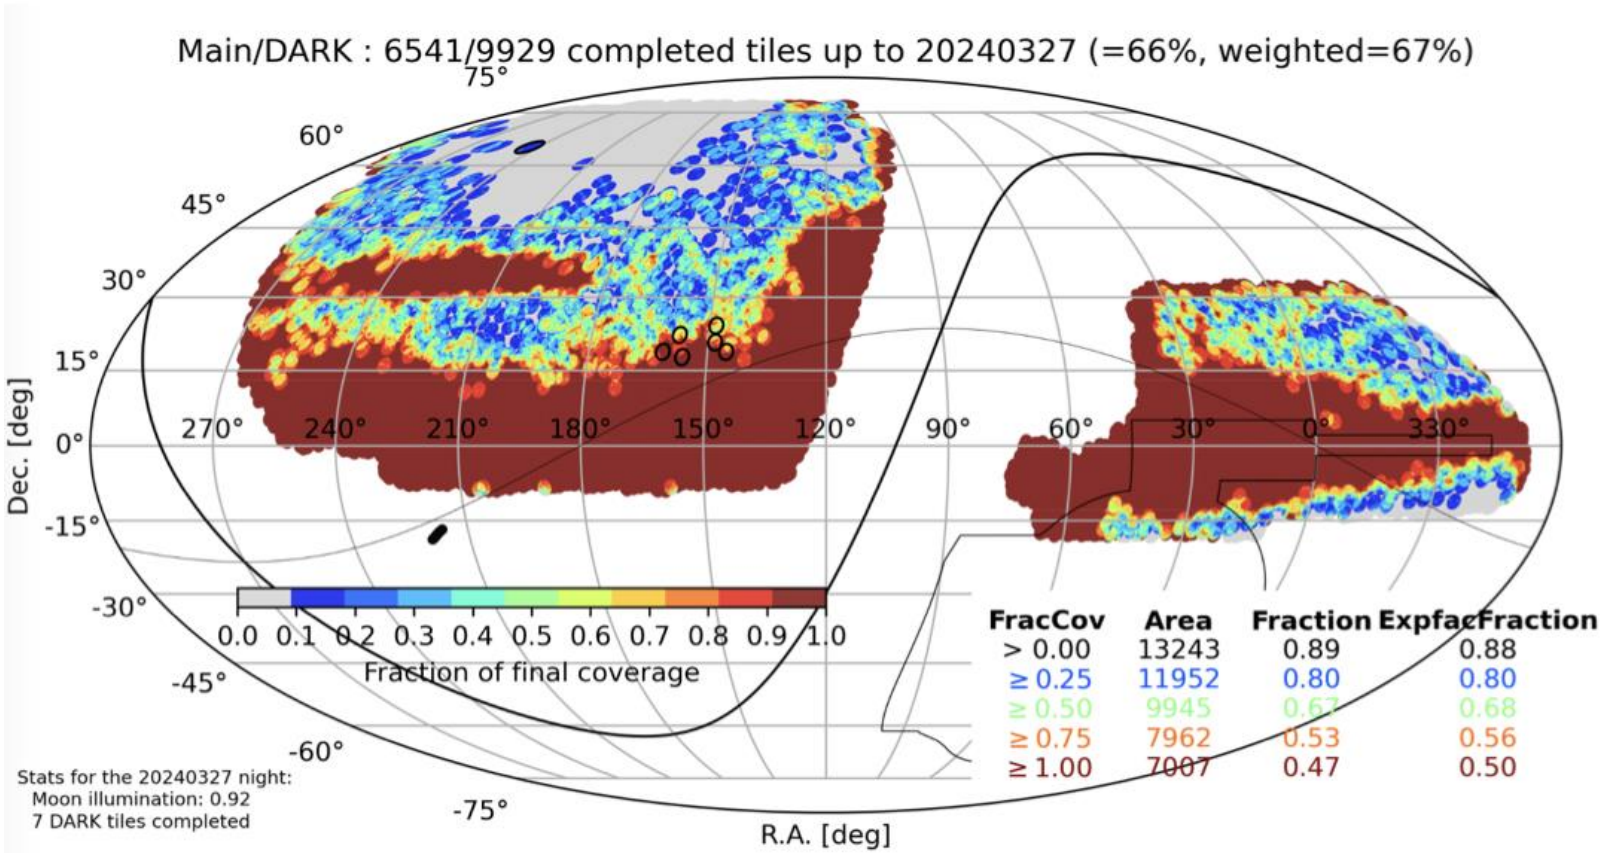 Main/DARK : 6541/9929 completed tiles up to 20240327 (=66%, weighted=67%)
75°
60°
45°
30°
15°
0°
-15°
-30°
-45°
-60°
-75°
Dec. [deg]
270° 240° 210° 180° 150° 120° 90° 60° 30° 0° 330°
0.0 0.1 0.2 0.3 0.4 0.5 0.6 0.7 0.8 0.9 1.0
Fraction of final coverage
FracCov Area Fraction ExpfacFraction
> 0.00 13243 0.89 0.88
≥ 0.25 11952 0.80 0.80
≥ 0.50 9945 0.67 0.68
≥ 0.75 7962 0.53 0.56
≥ 1.00 7007 0.47 0.50
Stats for the 20240327 night:
Moon illumination: 0.92
7 DARK tiles completed
R.A. [deg]